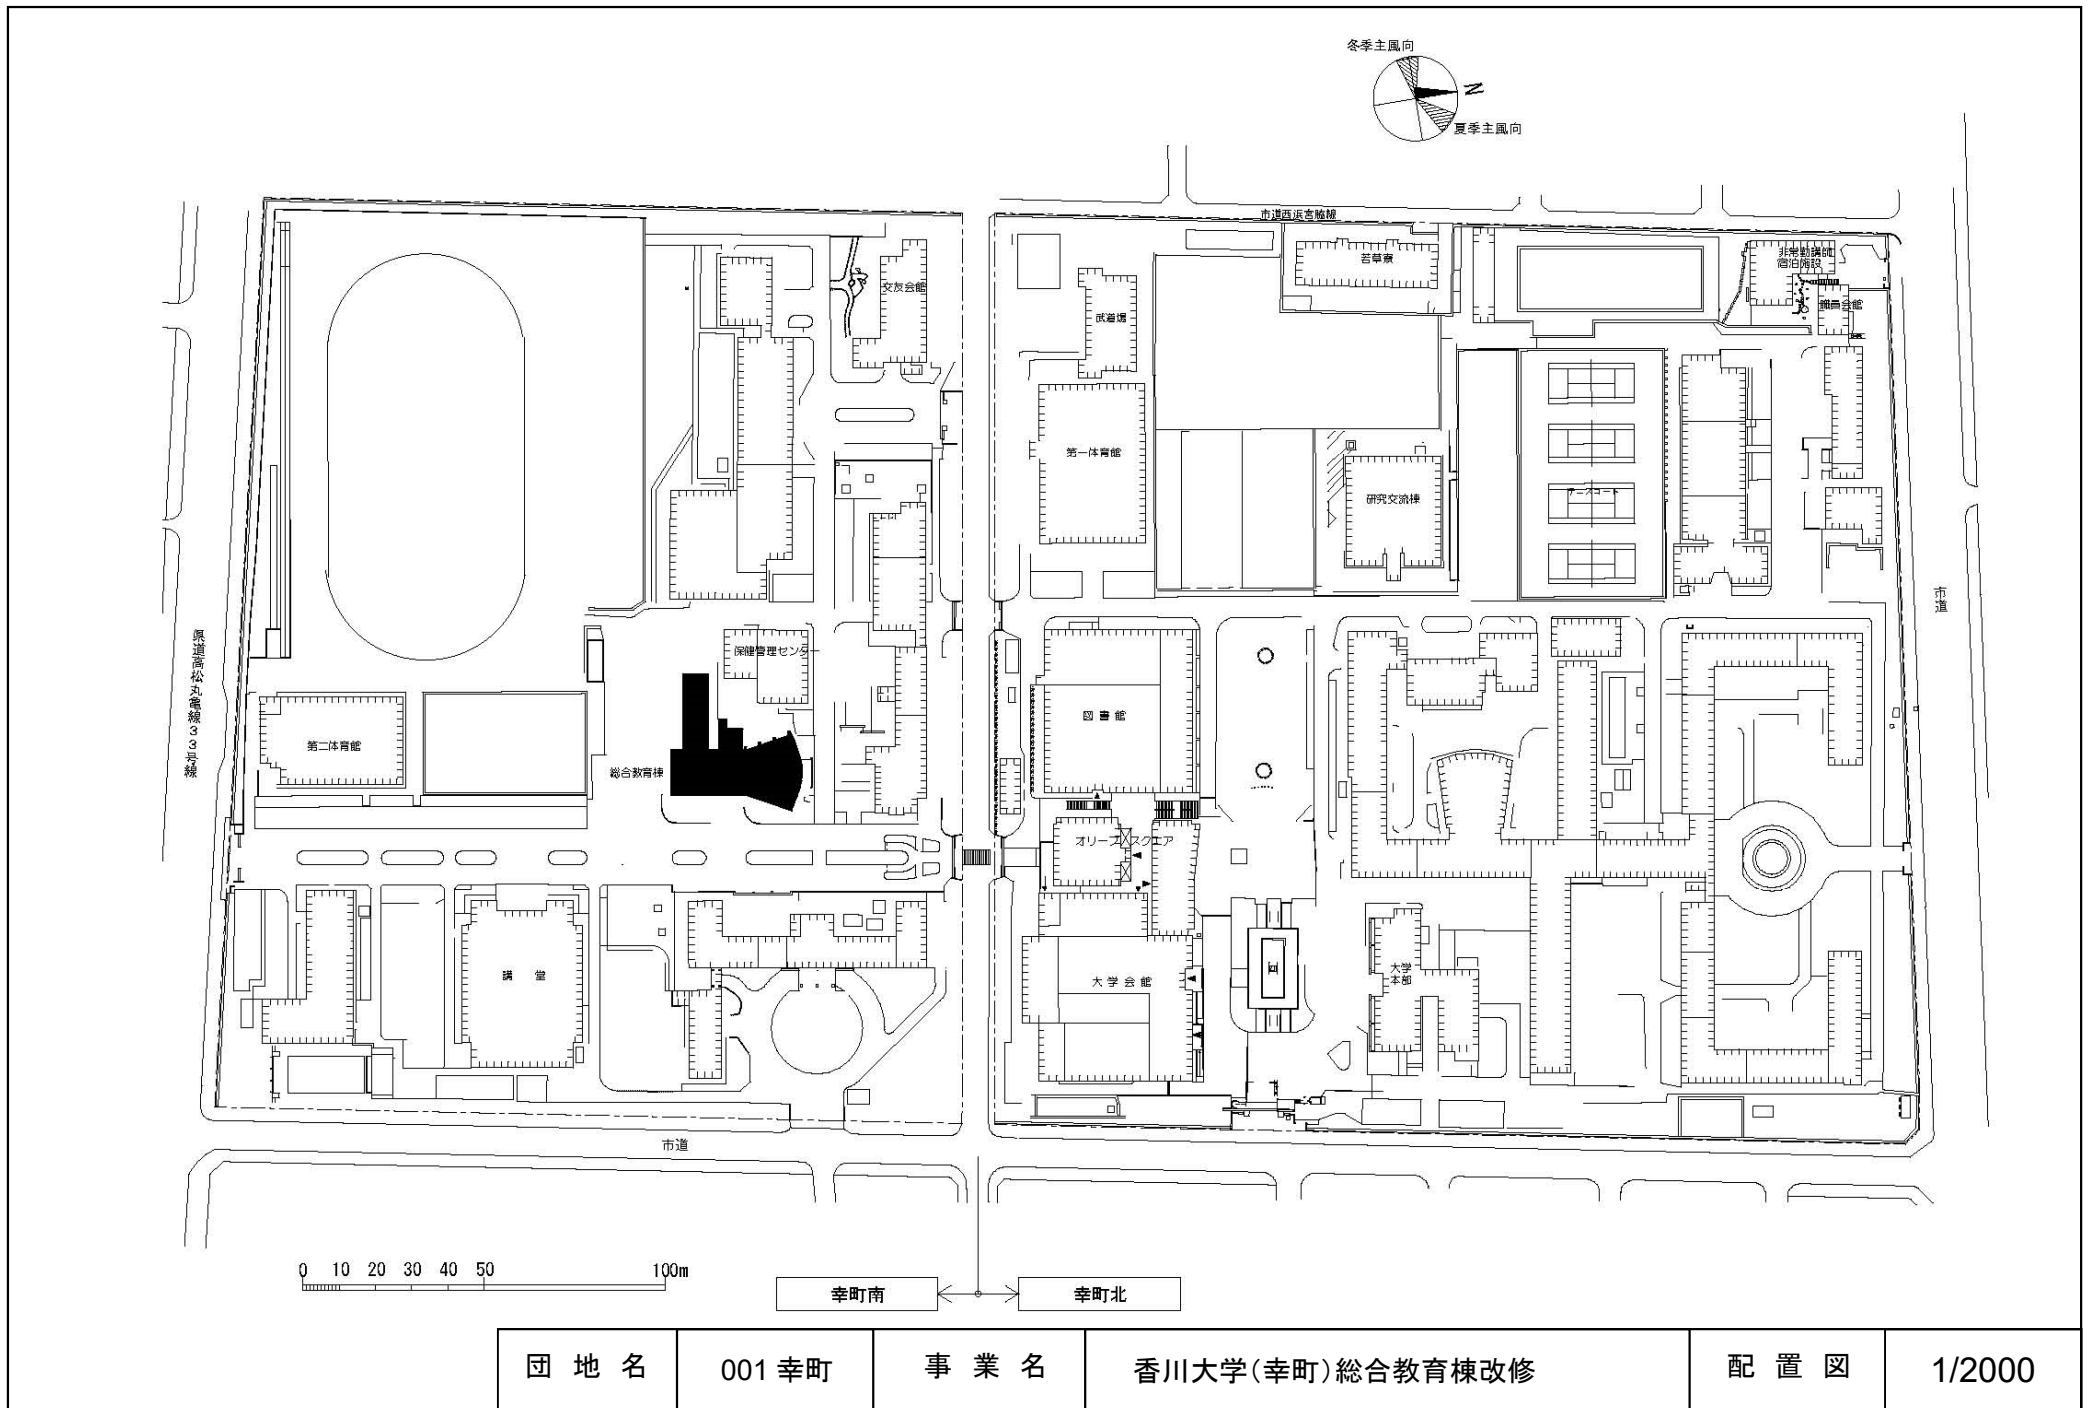 冬季主風向
N
夏季主風向
市道西浜宮脇線
若草寮
非常勤講師
宿泊施設
職員会館
交友会館
武道場
第一体育館
研究交流棟
テニスコート
市道
県道高松丸亀線33号線
保健管理センター
図書館
第二体育館
総合教育棟
オリーブスクエア
講堂
大学会館
大学
本部
市道
0 10 20 30 40 50 100m
幸町南
幸町北
団地名 001 幸町 事業名 香川大学(幸町)総合教育棟改修 配置図 1/2000